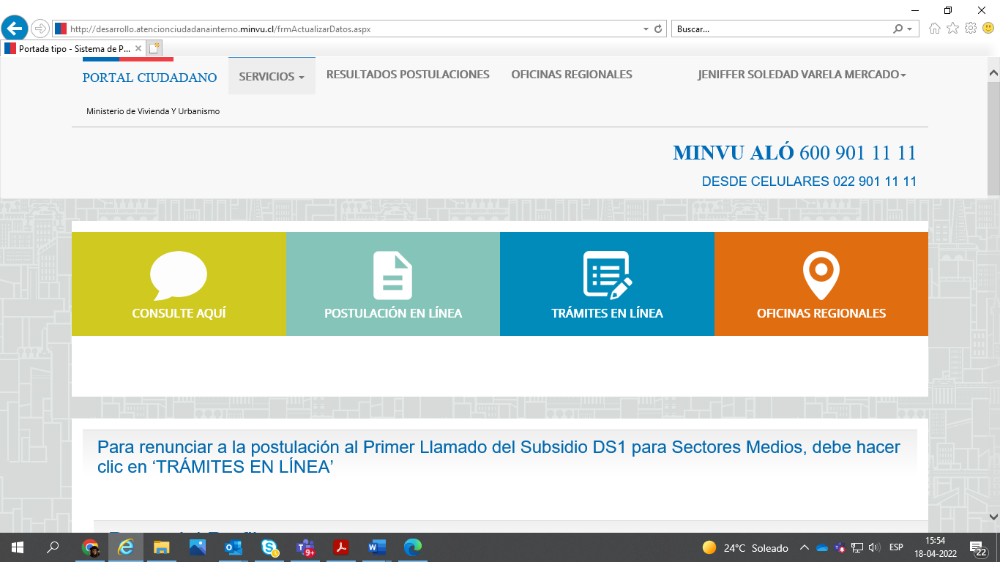 http://desarrollo.atencionciudadanainterno.minvu.cl/frmActualizarDatos.aspx
Buscar...
Portada tipo - Sistema de P...
PORTAL CIUDADANO
SERVICIOS
RESULTADOS POSTULACIONES
OFICINAS REGIONALES
JENIFFER SOLEDAD VARELA MERCADO
Ministerio de Vivienda Y Urbanismo
MINVU ALÓ 600 901 11 11
DESDE CELULARES 022 901 11 11
CONSULTE AQUÍ
POSTULACIÓN EN LÍNEA
TRÁMITES EN LÍNEA
OFICINAS REGIONALES
Para renunciar a la postulación al Primer Llamado del Subsidio DS1 para Sectores Medios, debe hacer
clic en ‘TRÁMITES EN LÍNEA’
9+
24°C Soleado
ESP
15:54
18-04-2022
22